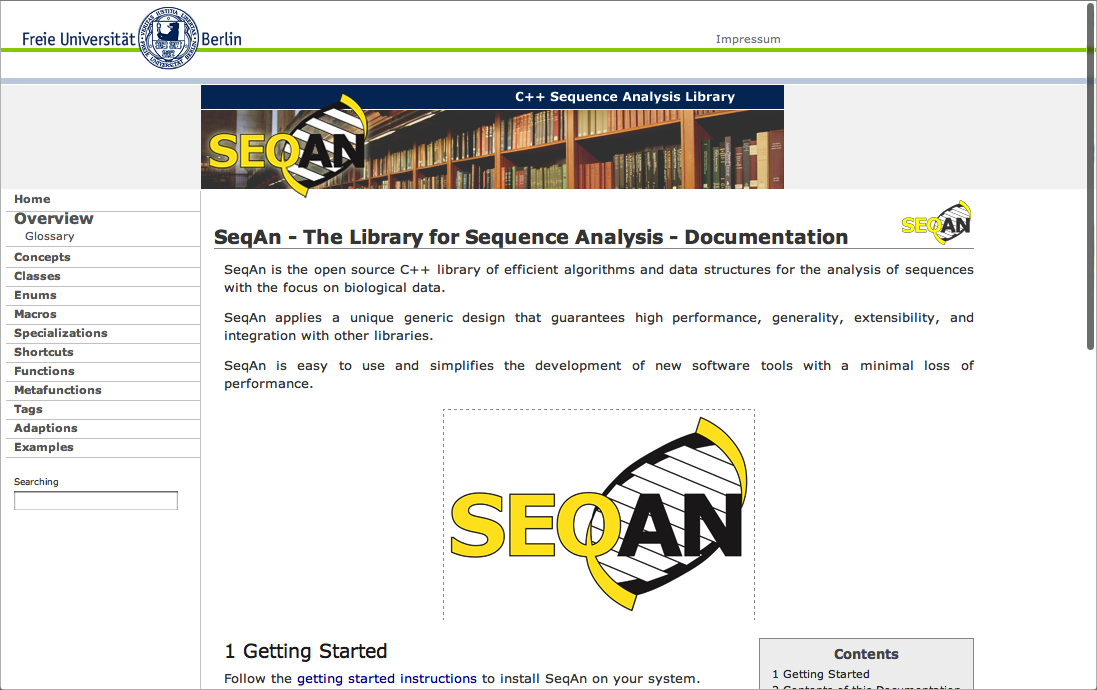 Freie Universität Berlin
Impressum
C++ Sequence Analysis Library
SEQAN
Home
Overview
Glossary
Concepts
Classes
Enums
Macros
Specializations
Shortcuts
Functions
Metafunctions
Tags
Adaptions
Examples
Searching
SEQAN
SeqAn - The Library for Sequence Analysis - Documentation
SeqAn is the open source C++ library of efficient algorithms and data structures for the analysis of sequences
with the focus on biological data.
SeqAn applies a unique generic design that guarantees high performance, generality, extensibility, and
integration with other libraries.
SeqAn is easy to use and simplifies the development of new software tools with a minimal loss of
performance.
SEQAN
1 Getting Started
Follow the getting started instructions to install SeqAn on your system.
Contents
1 Getting Started
2 Contents of this Documentation